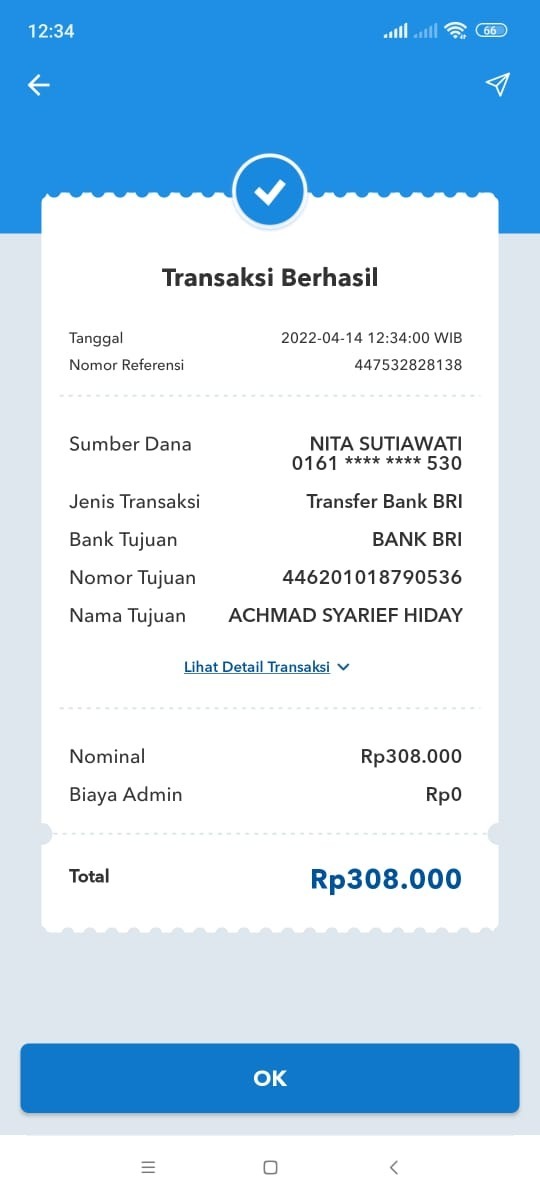 12:34
66
Transaksi Berhasil
Tanggal 2022-04-14 12:34:00 WIB
Nomor Referensi 447532828138
Sumber Dana NITA SUTIAWATI
0161 **** **** 530
Jenis Transaksi Transfer Bank BRI
Bank Tujuan BANK BRI
Nomor Tujuan 446201018790536
Nama Tujuan ACHMAD SYARIEF HIDAY
Lihat Detail Transaksi
Nominal Rp308.000
Biaya Admin Rp0
Total Rp308.000
OK